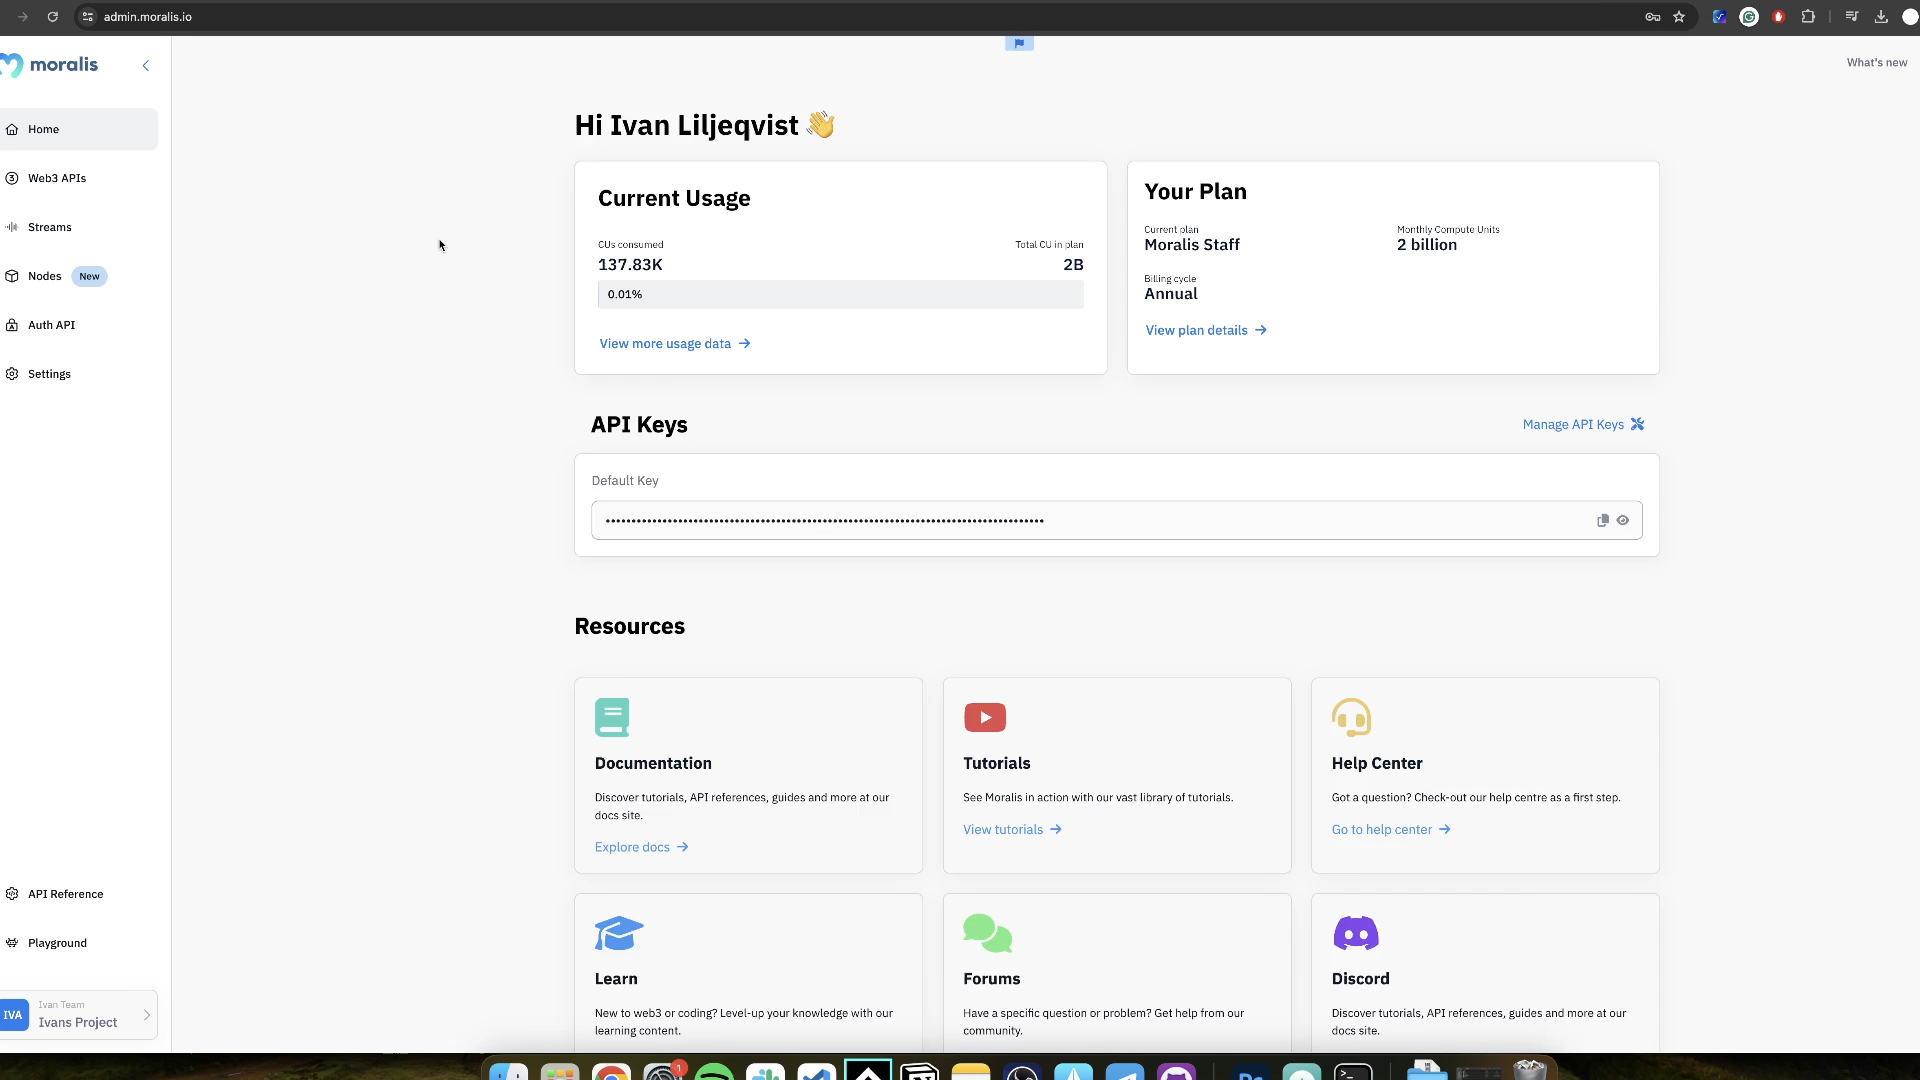 admin.moralis.io
moralis
What's new
Home
Web3 APIs
Streams
Nodes New
Auth API
Settings
Hi Ivan Liljeqvist 👋
Current Usage
CUs consumed
Total CU in plan
137.83K
2B
0.01%
View more usage data →
Your Plan
Current plan
Monthly Compute Units
Moralis Staff
2 billion
Billing cycle
Annual
View plan details →
API Keys
Manage API Keys
Default Key
Resources
Documentation
Discover tutorials, API references, guides and more at our
docs site.
Explore docs →
Tutorials
See Moralis in action with our vast library of tutorials.
View tutorials →
Help Center
Got a question? Check-out our help centre as a first step.
Go to help center →
Learn
New to web3 or coding? Level-up your knowledge with our
learning content.
Forums
Have a specific question or problem? Get help from our
community.
Discord
Discover tutorials, API references, guides and more at our
docs site.
API Reference
Playground
IVA
Ivan Team
Ivans Project
1